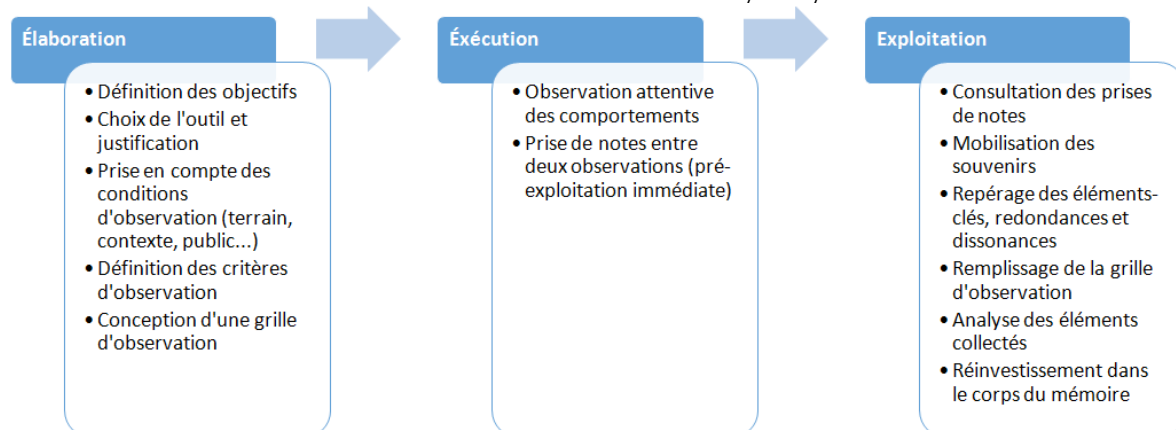 Élaboration
• Définition des objectifs
• Choix de l'outil et
justification
• Prise en compte des
conditions
d'observation (terrain,
contexte, public...)
• Définition des critères
d'observation
• Conception d'une grille
d'observation
Éxécution
• Observation attentive
des comportements
• Prise de notes entre
deux observations (pré-
exploitation immédiate)
Exploitation
• Consultation des prises
de notes
• Mobilisation des
souvenirs
• Repérage des éléments-
clés, redondances et
dissonances
• Remplissage de la grille
d'observation
• Analyse des éléments
collectés
• Réinvestissement dans
le corps du mémoire